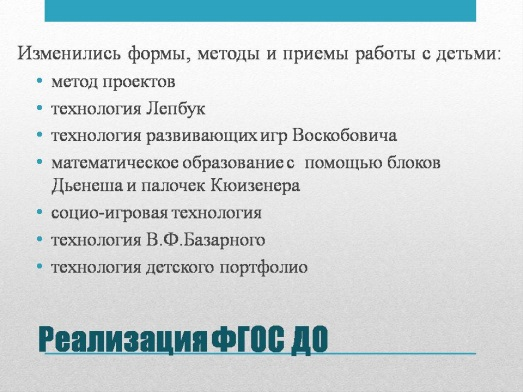 Изменились формы, методы и приемы работы с детьми:
• метод проектов
• технология Лепбук
• технология развивающих игр Воскобовича
• математическое образование с помощью блоков
Дьенеша и палочек Кюизенера
• социо-игровая технология
• технология В.Ф.Базарного
• технология детского портфолио
Реализация ФГОС ДО